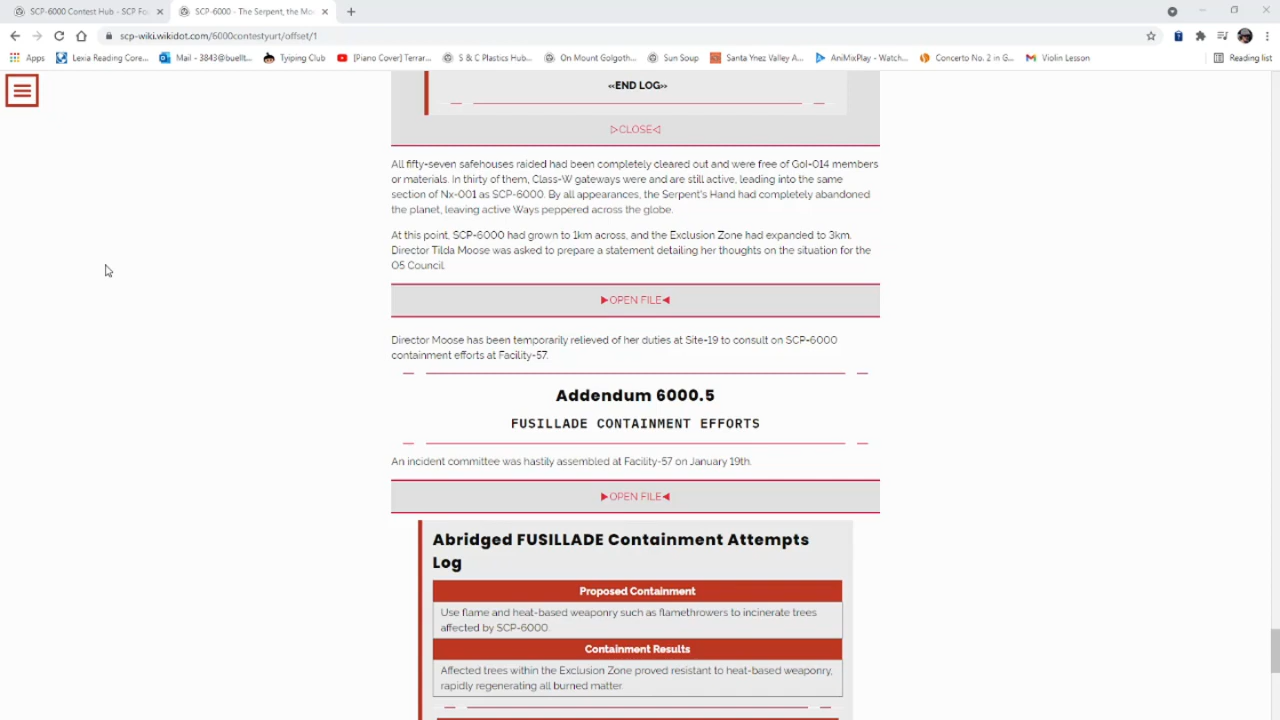 SCP-6000 Contest Hub - SCP Fo
SCP-6000 - The Serpent, the Mo
scp-wiki.wikidot.com/6000contestyurt/offset/1
Apps
Lexia Reading Core...
Mail - 3843@buellt...
Tyiping Club
[Piano Cover] Terrar...
S & C Plastics Hub...
On Mount Golgoth...
Sun Soup
Santa Ynez Valley A...
AniMixPlay - Watch...
Concerto No. 2 in G...
Violin Lesson
Reading list
«END LOG»
▷CLOSE◁
All fifty-seven safehouses raided had been completely cleared out and were free of GoI-014 members
or materials. In thirty of them, Class-W gateways were and are still active, leading into the same
section of Nx-001 as SCP-6000. By all appearances, the Serpent's Hand had completely abandoned
the planet, leaving active Ways peppered across the globe.
At this point, SCP-6000 had grown to 1km across, and the Exclusion Zone had expanded to 3km.
Director Tilda Moose was asked to prepare a statement detailing her thoughts on the situation for the
O5 Council.
▶OPEN FILE◀
Director Moose has been temporarily relieved of her duties at Site-19 to consult on SCP-6000
containment efforts at Facility-57.
Addendum 6000.5
FUSILLADE CONTAINMENT EFFORTS
An incident committee was hastily assembled at Facility-57 on January 19th.
▶OPEN FILE◀
Abridged FUSILLADE Containment Attempts
Log
Proposed Containment
Use flame and heat-based weaponry such as flamethrowers to incinerate trees
affected by SCP-6000.
Containment Results
Affected trees within the Exclusion Zone proved resistant to heat-based weaponry,
rapidly regenerating all burned matter.